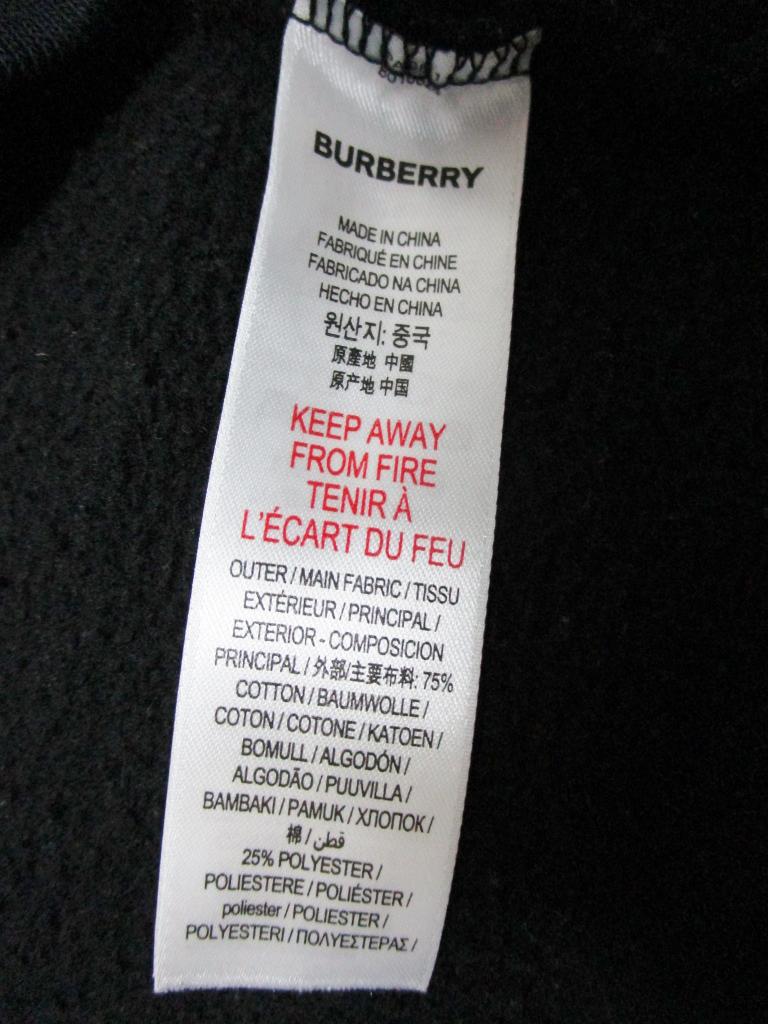 BURBERRY
MADE IN CHINA
FABRIQUÉ EN CHINE
FABRICADO NA CHINA
HECHO EN CHINA
원산지: 중국
原產地 中國
原产地 中国
KEEP AWAY
FROM FIRE
TENIR À
L'ÉCART DU FEU
OUTER / MAIN FABRIC / TISSU
EXTÉRIEUR / PRINCIPAL /
EXTERIOR - COMPOSICION
PRINCIPAL / 外部/主要布料: 75%
COTTON / BAUMWOLLE /
COTON / COTONE / KATOEN /
BOMULL / ALGODÓN /
ALGODÃO / PUUVILLA /
BAMBAKI / PAMUK / ХЛОПОК /
棉 / قطن
25% POLYESTER /
POLIESTERE / POLIÉSTER /
poliester / POLIESTER /
POLYESTERI / ΠΟΛΥΕΣΤΕΡΑΣ /